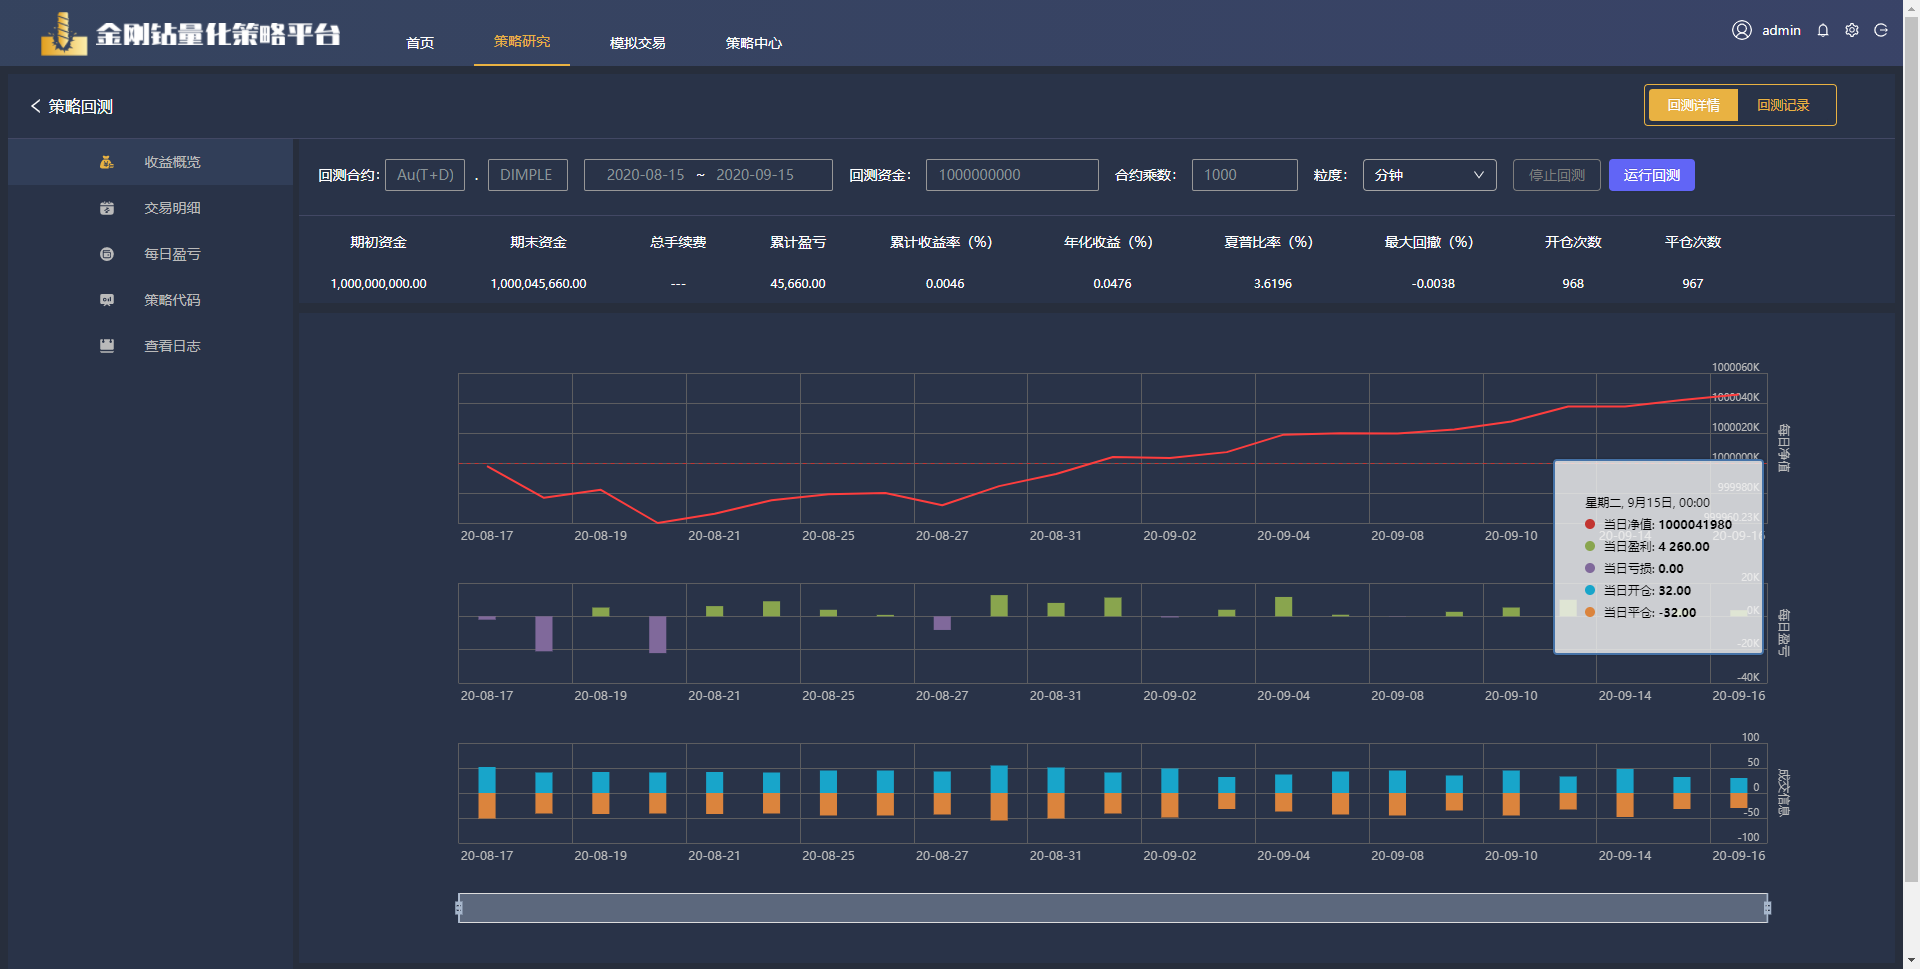 金刚钻量化策略平台
首页 策略研究 模拟交易 策略中心
admin
策略回测
回测详情 回测记录
收益概览
交易明细
每日盈亏
策略代码
查看日志
回测合约: Au(T+D) . DIMPLE 2020-08-15 ~ 2020-09-15 回测资金: 1000000000 合约乘数: 1000 粒度: 分钟 停止回测 运行回测
期初资金 期末资金 总手续费 累计盈亏 累计收益率（%） 年化收益（%） 夏普比率（%） 最大回撤（%） 开仓次数 平仓次数
1,000,000,000.00 1,000,045,660.00 --- 45,660.00 0.0046 0.0476 3.6196 -0.0038 968 967
1000060K
1000040K
1000020K
1000000K
999980K
999960.23K
每日净值
20-08-17 20-08-19 20-08-21 20-08-25 20-08-27 20-08-31 20-09-02 20-09-04 20-09-08 20-09-10 20-09-14 20-09-16
星期二, 9月15日, 00:00
当日净值: 1000041980
当日盈利: 4 260.00
当日亏损: 0.00
当日开仓: 32.00
当日平仓: -32.00
20K
0K
-20K
-40K
每日盈亏
20-08-17 20-08-19 20-08-21 20-08-25 20-08-27 20-08-31 20-09-02 20-09-04 20-09-08 20-09-10 20-09-14 20-09-16
100
50
0
-50
-100
成交信息
20-08-17 20-08-19 20-08-21 20-08-25 20-08-27 20-08-31 20-09-02 20-09-04 20-09-08 20-09-10 20-09-14 20-09-16